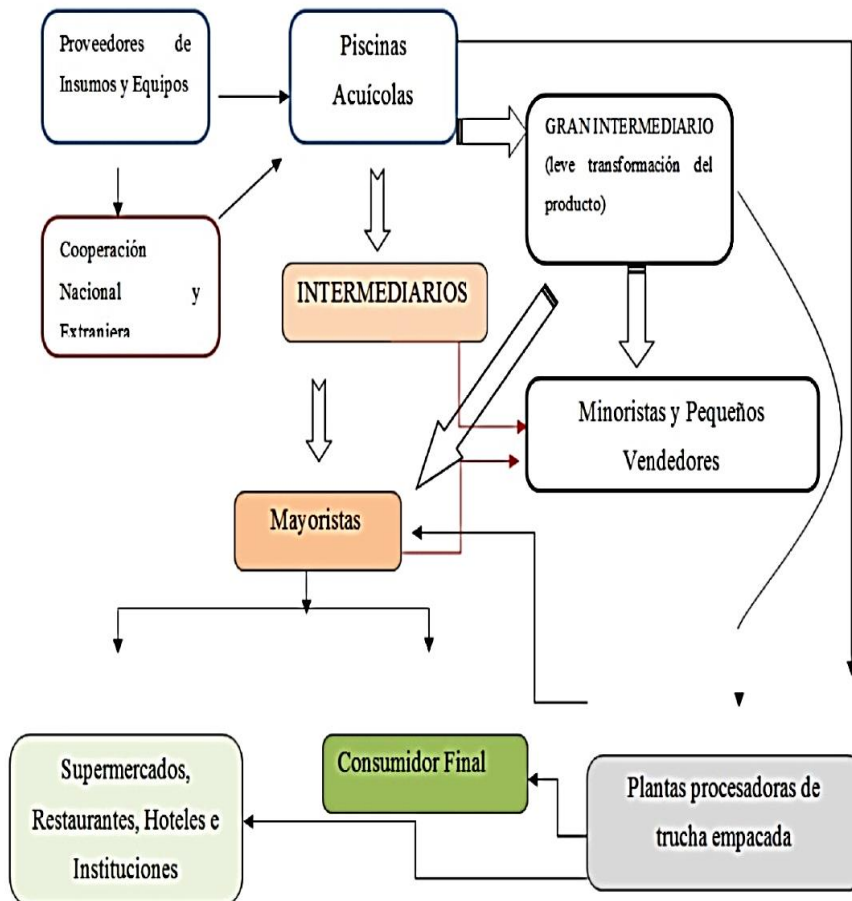 Proveedores de
Insumos y Equipos
Piscinas
Acuícolas
GRAN INTERMEDIARIO
(leve transformación del
producto)
Cooperación
Nacional y
Extranjera
INTERMEDIARIOS
Minoristas y Pequeños
Vendedores
Mayoristas
Supermercados,
Restaurantes, Hoteles e
Instituciones
Consumidor Final
Plantas procesadoras de
trucha empacada